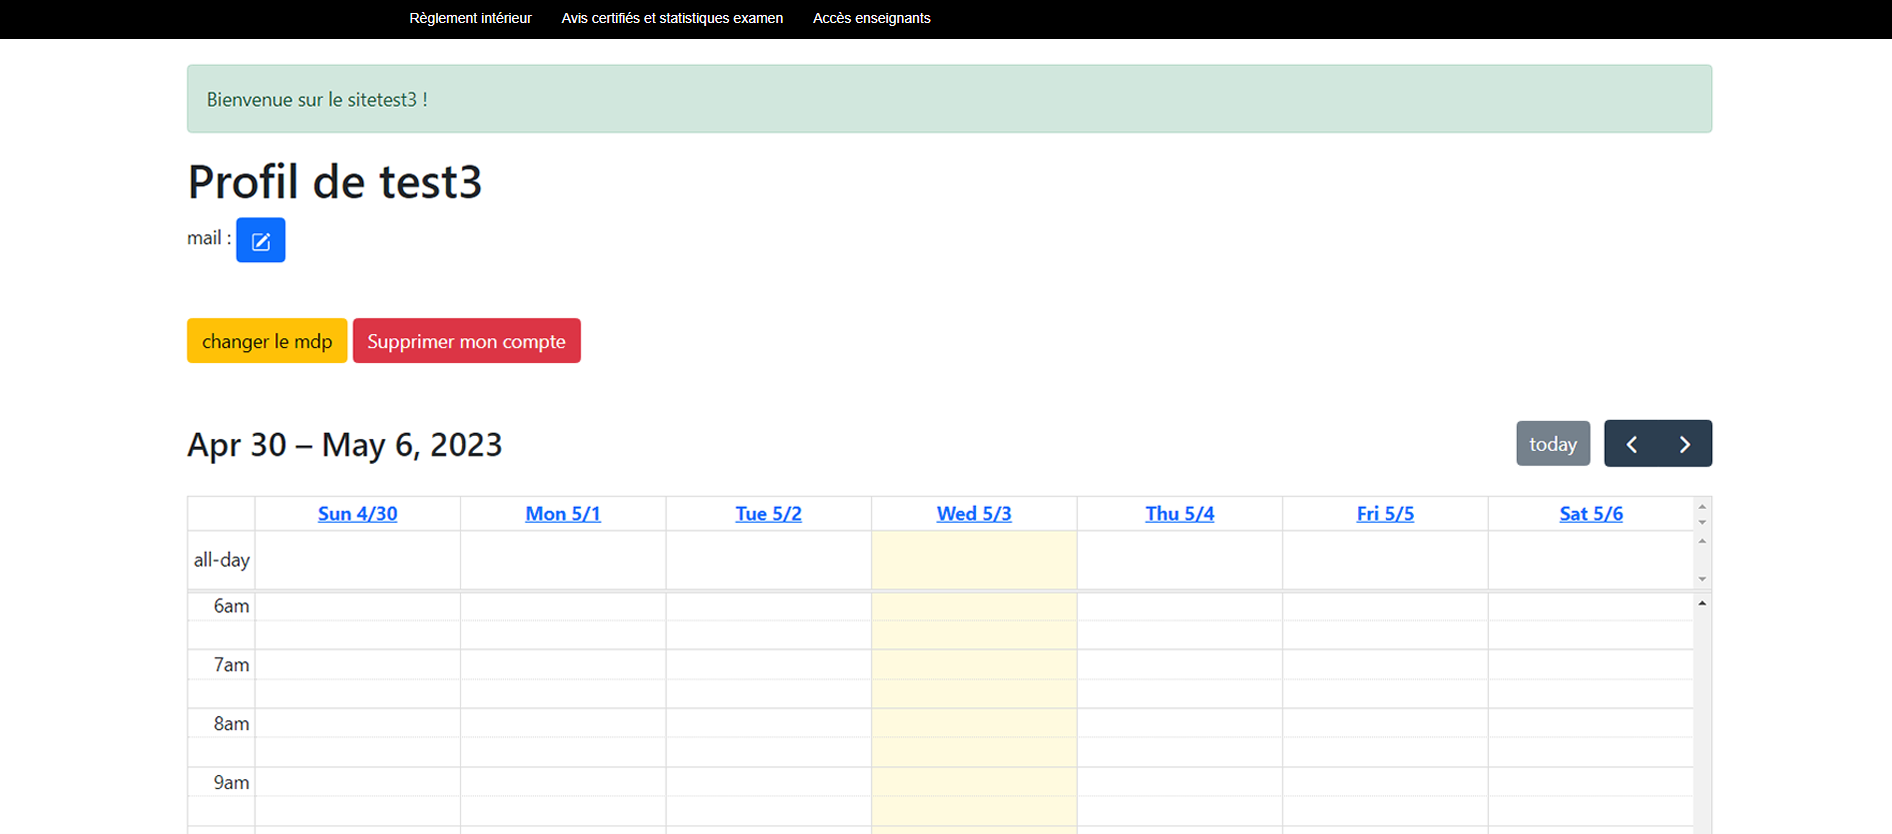 Règlement intérieur Avis certifiés et statistiques examen Accès enseignants
Bienvenue sur le sitetest3 !
Profil de test3
mail :
changer le mdp Supprimer mon compte
Apr 30 – May 6, 2023 today
Sun 4/30 Mon 5/1 Tue 5/2 Wed 5/3 Thu 5/4 Fri 5/5 Sat 5/6
all-day
6am
7am
8am
9am